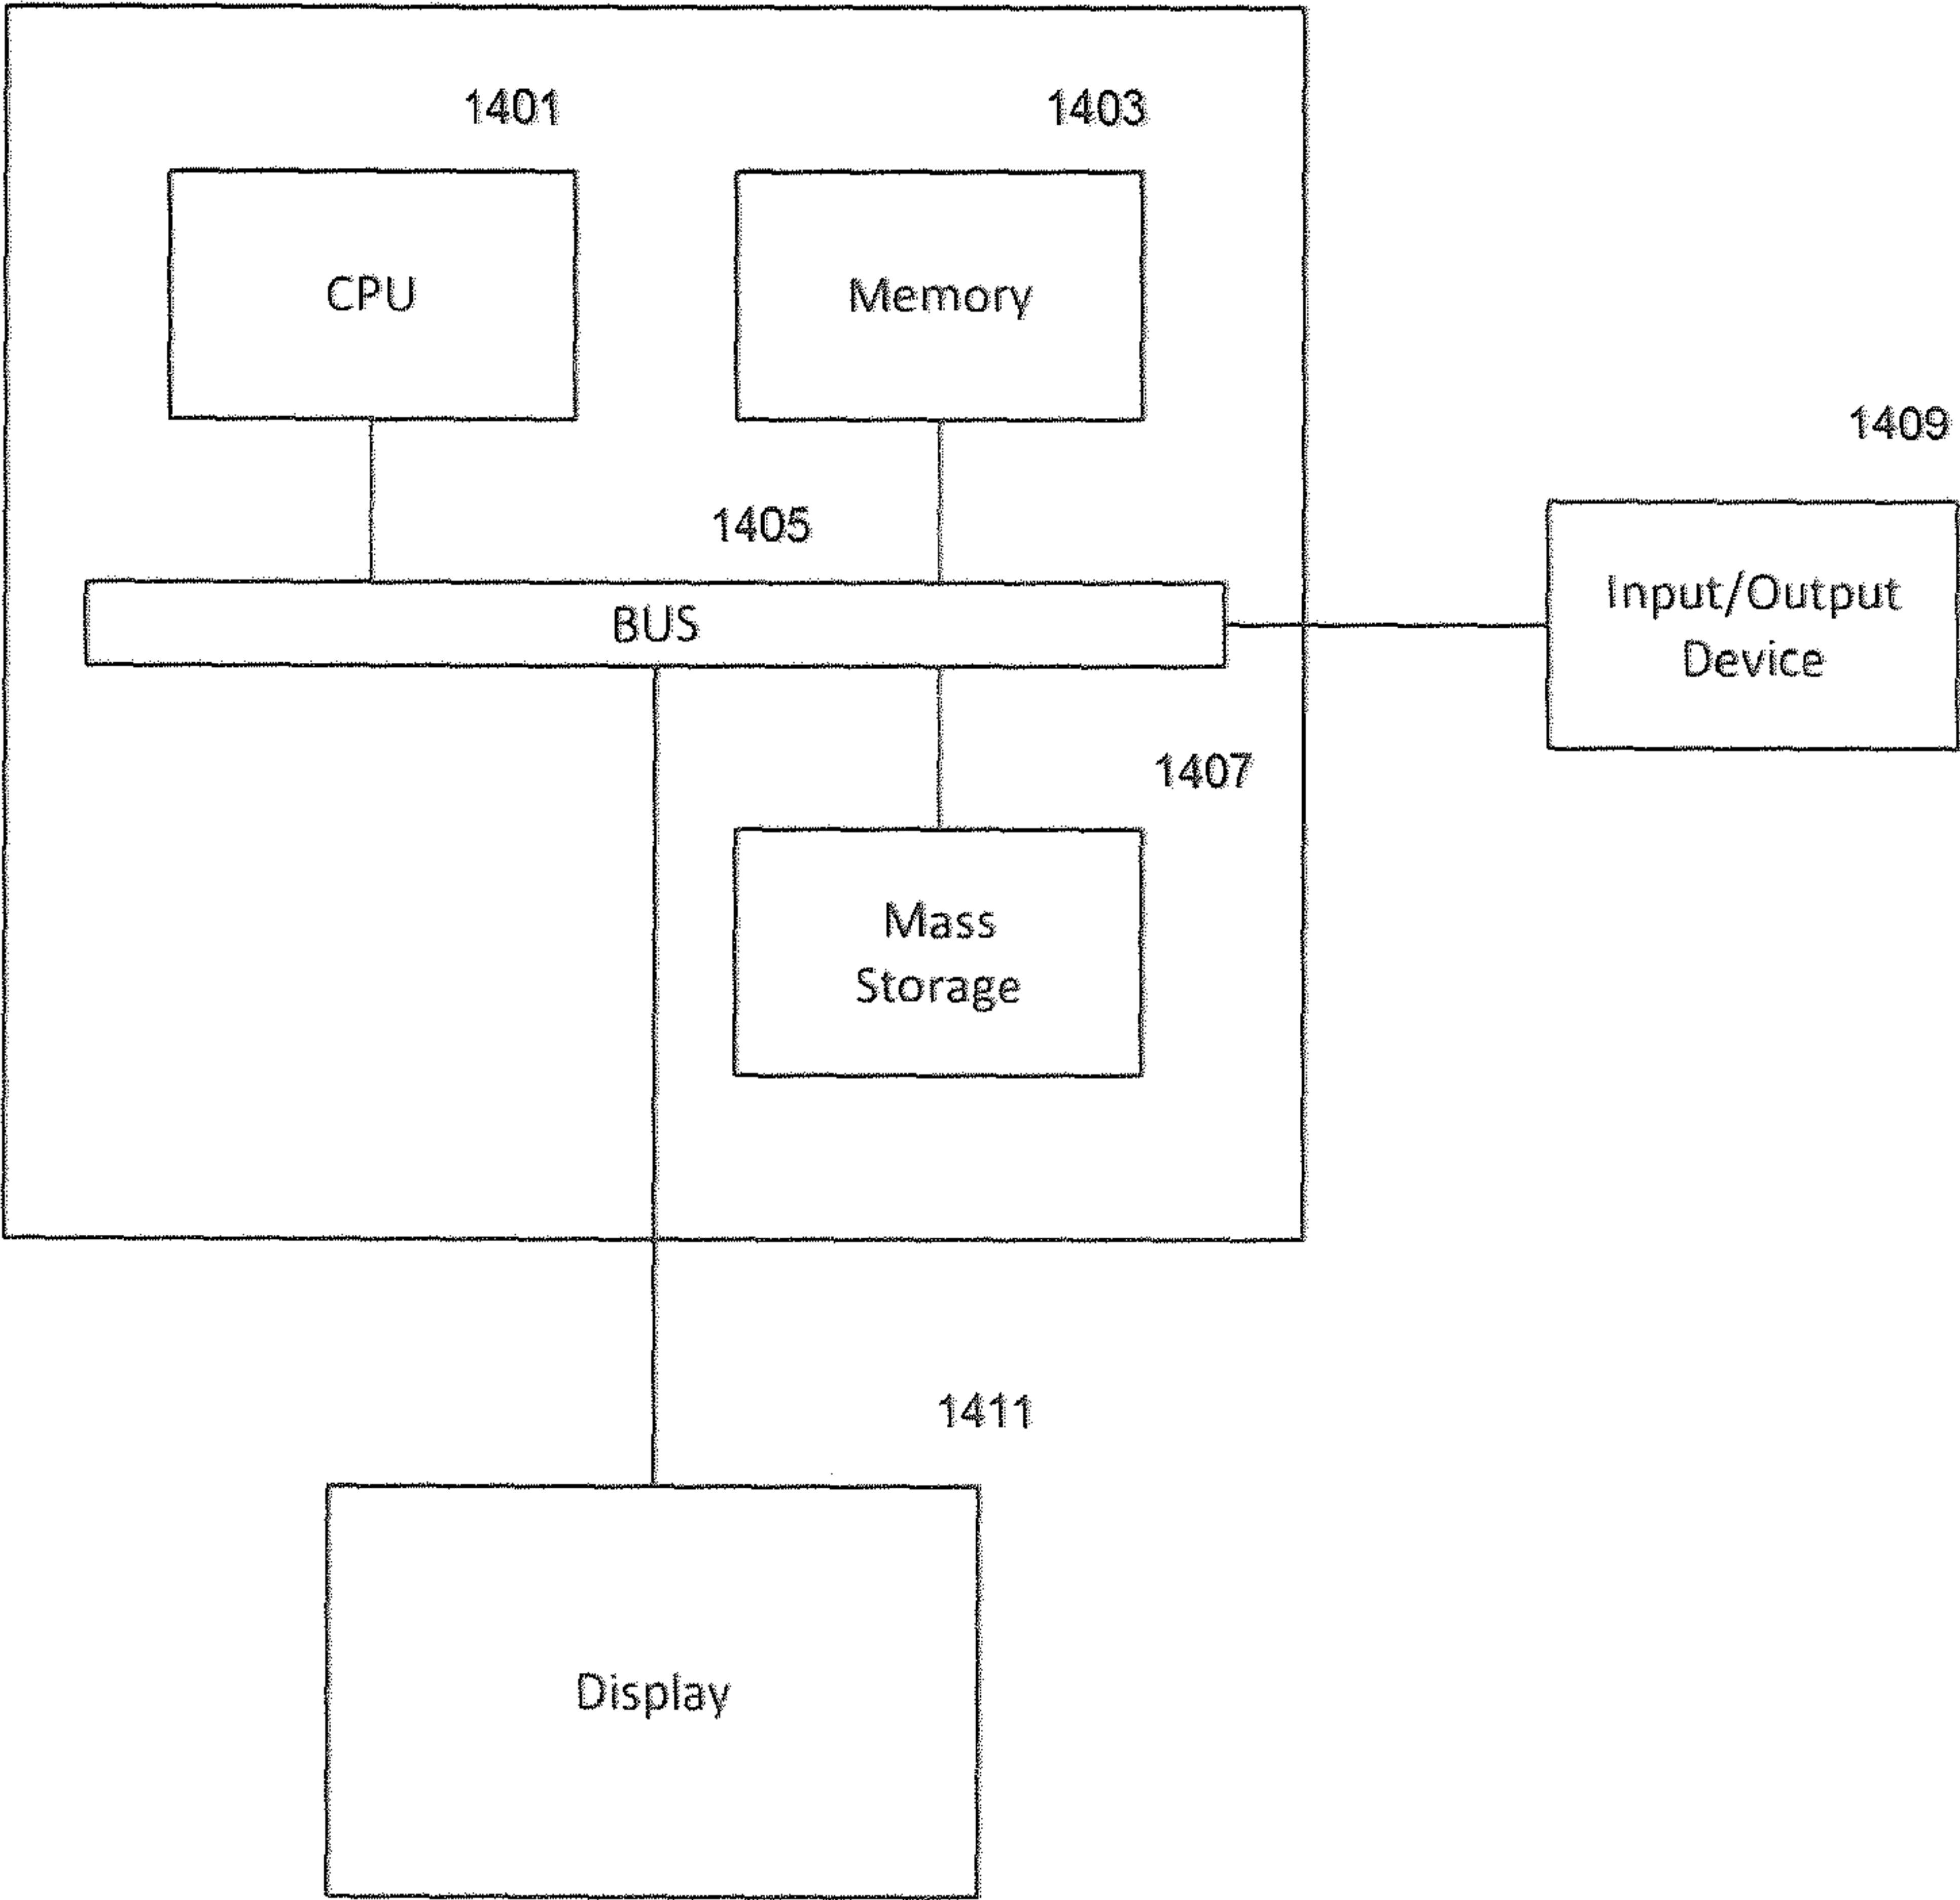 1401
1403
CPU
Memory
1409
1405
Input/Output
Device
BUS
1407
Mass
Storage
1411
Display